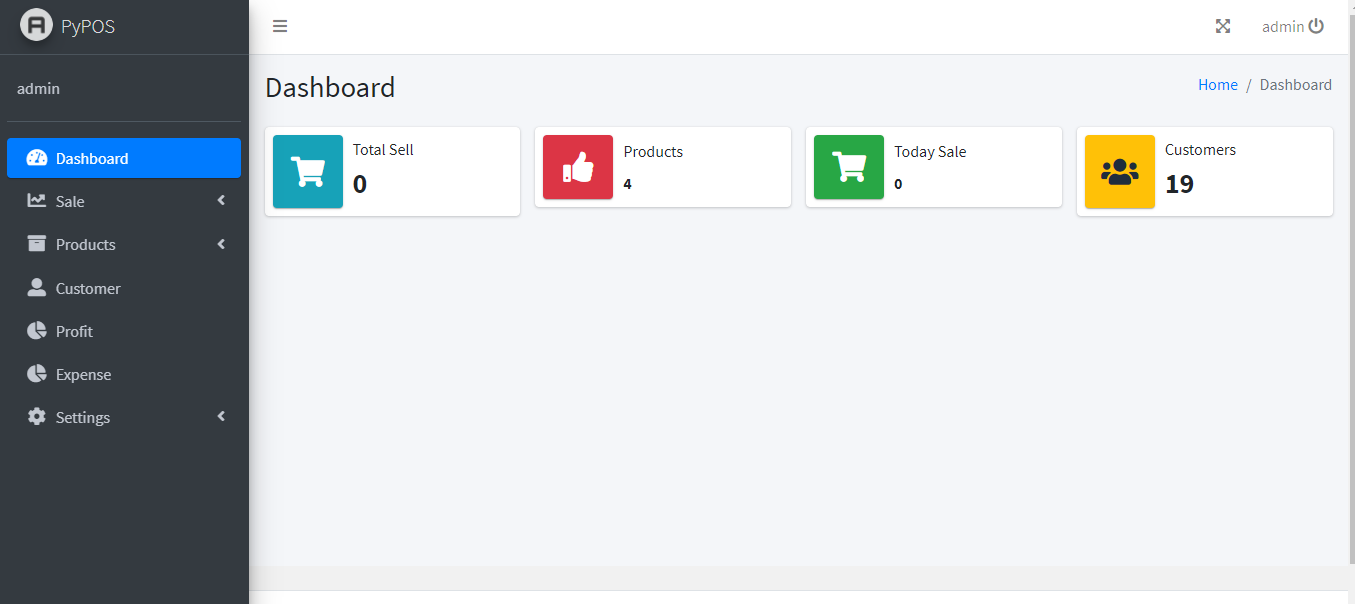 PyPOS
admin
admin
Dashboard
Sale
Products
Customer
Profit
Expense
Settings
Dashboard
Home / Dashboard
Total Sell
0
Products
4
Today Sale
0
Customers
19